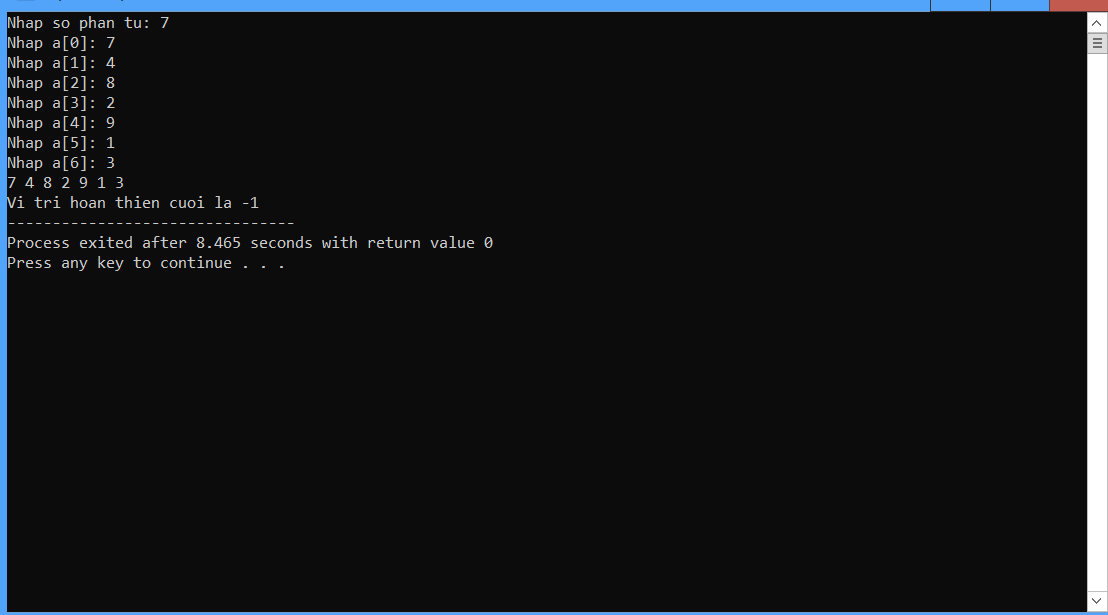 Nhap so phan tu: 7
Nhap a[0]: 7
Nhap a[1]: 4
Nhap a[2]: 8
Nhap a[3]: 2
Nhap a[4]: 9
Nhap a[5]: 1
Nhap a[6]: 3
7 4 8 2 9 1 3
Vi tri hoan thien cuoi la -1
--------------------------------
Process exited after 8.465 seconds with return value 0
Press any key to continue . . .